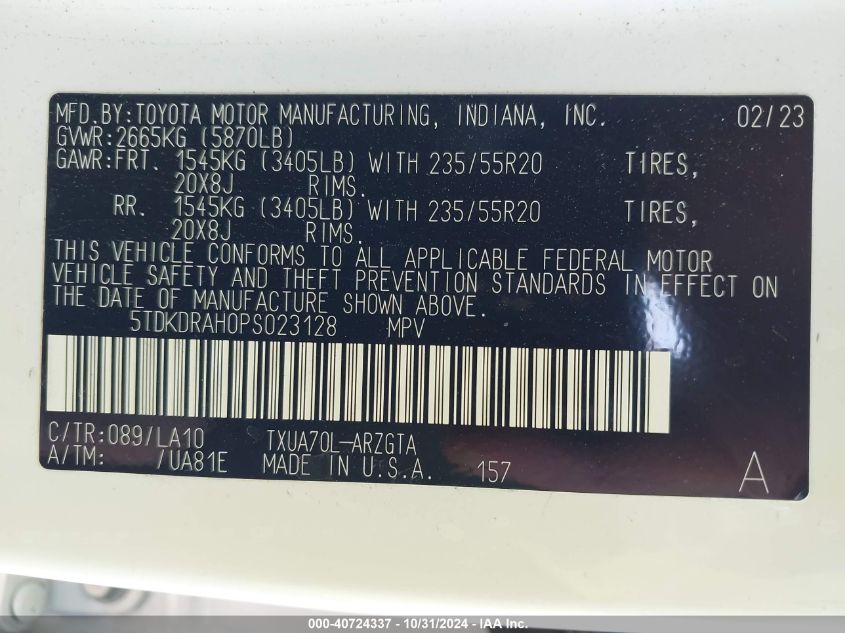 MFD.BY:TOYOTA MOTOR MANUFACTURING, INDIANA, INC. 02/23
GVWR:2665KG (5870LB)
GAWR:FRT. 1545KG (3405LB) WITH 235/55R20 TIRES,
20X8J RIMS.
RR. 1545KG (3405LB) WITH 235/55R20 TIRES,
20X8J RIMS.
THIS VEHICLE CONFORMS TO ALL APPLICABLE FEDERAL MOTOR
VEHICLE SAFETY AND THEFT PREVENTION STANDARDS IN EFFECT ON
THE DATE OF MANUFACTURE SHOWN ABOVE.
5TDKDRAH0PS023128 MPV
C/TR:089/LA10 TXUA70L-ARZGTA
A/TM: /UA81E MADE IN U.S.A. 157 A
000-40724337 - 10/31/2024 - IAA Inc.